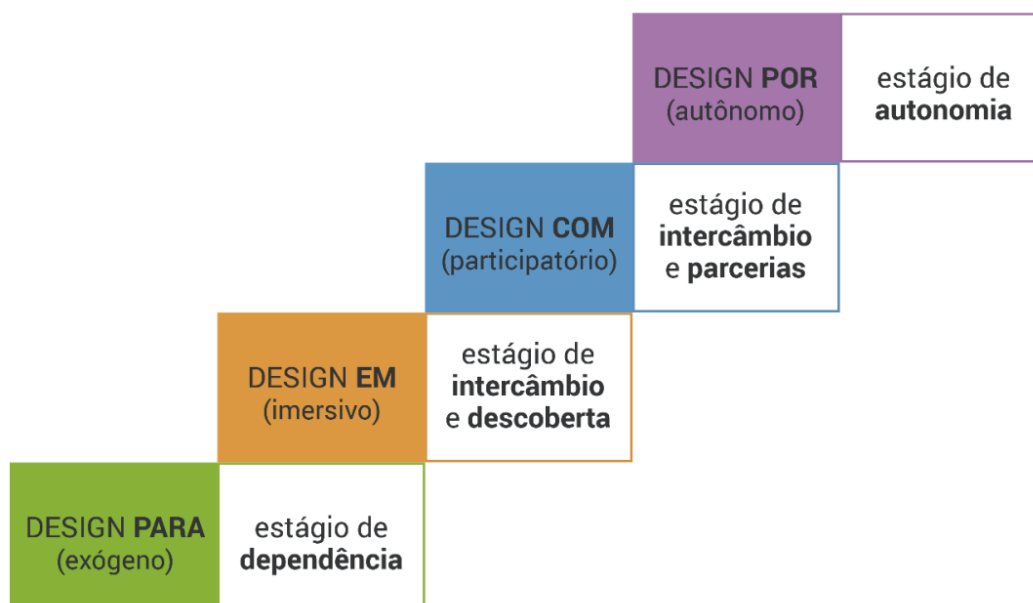 DESIGN POR
(autônomo)
estágio de
autonomia
DESIGN COM
(participatório)
estágio de
intercâmbio
e parcerias
DESIGN EM
(imersivo)
estágio de
intercâmbio
e descoberta
DESIGN PARA
(exógeno)
estágio de
dependência